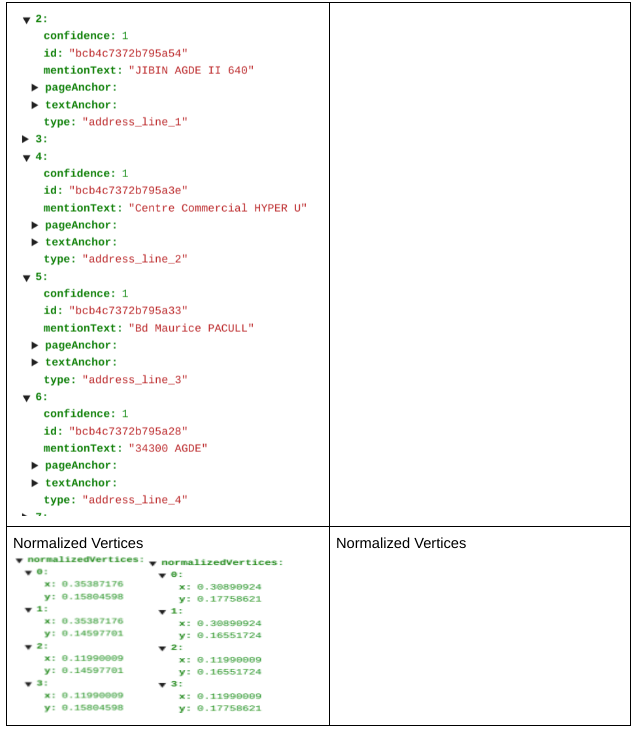 2:
confidence: 1
id: "bcb4c7372b795a54"
mentionText: "JIBIN AGDE II 640"
pageAnchor:
textAnchor:
type: "address_line_1"
3:
4:
confidence: 1
id: "bcb4c7372b795a3e"
mentionText: "Centre Commercial HYPER U"
pageAnchor:
textAnchor:
type: "address_line_2"
5:
confidence: 1
id: "bcb4c7372b795a33"
mentionText: "Bd Maurice PACULL"
pageAnchor:
textAnchor:
type: "address_line_3"
6:
confidence: 1
id: "bcb4c7372b795a28"
mentionText: "34300 AGDE"
pageAnchor:
textAnchor:
type: "address_line_4"
Normalized Vertices
normalizedVertices:
0:
x: 0.35387176
y: 0.15804598
1:
x: 0.35387176
y: 0.14597701
2:
x: 0.11990009
y: 0.14597701
3:
x: 0.11990009
y: 0.15804598
normalizedVertices:
0:
x: 0.30890924
y: 0.17758621
1:
x: 0.30890924
y: 0.16551724
2:
x: 0.11990009
y: 0.16551724
3:
x: 0.11990009
y: 0.17758621
Normalized Vertices